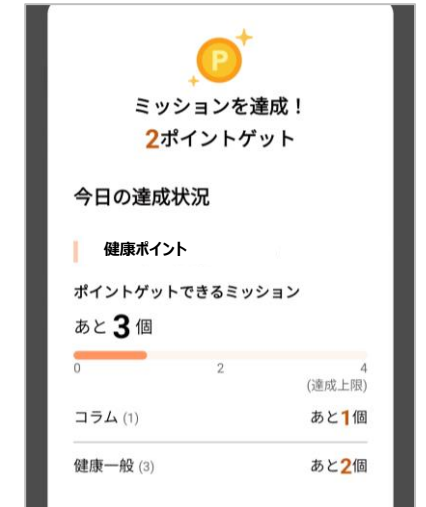 P
ミッションを達成！
2ポイントゲット
今日の達成状況
健康ポイント
ポイントゲットできるミッション
あと3個
0 2 4
(達成上限)
コラム (1) あと1個
健康一般 (3) あと2個